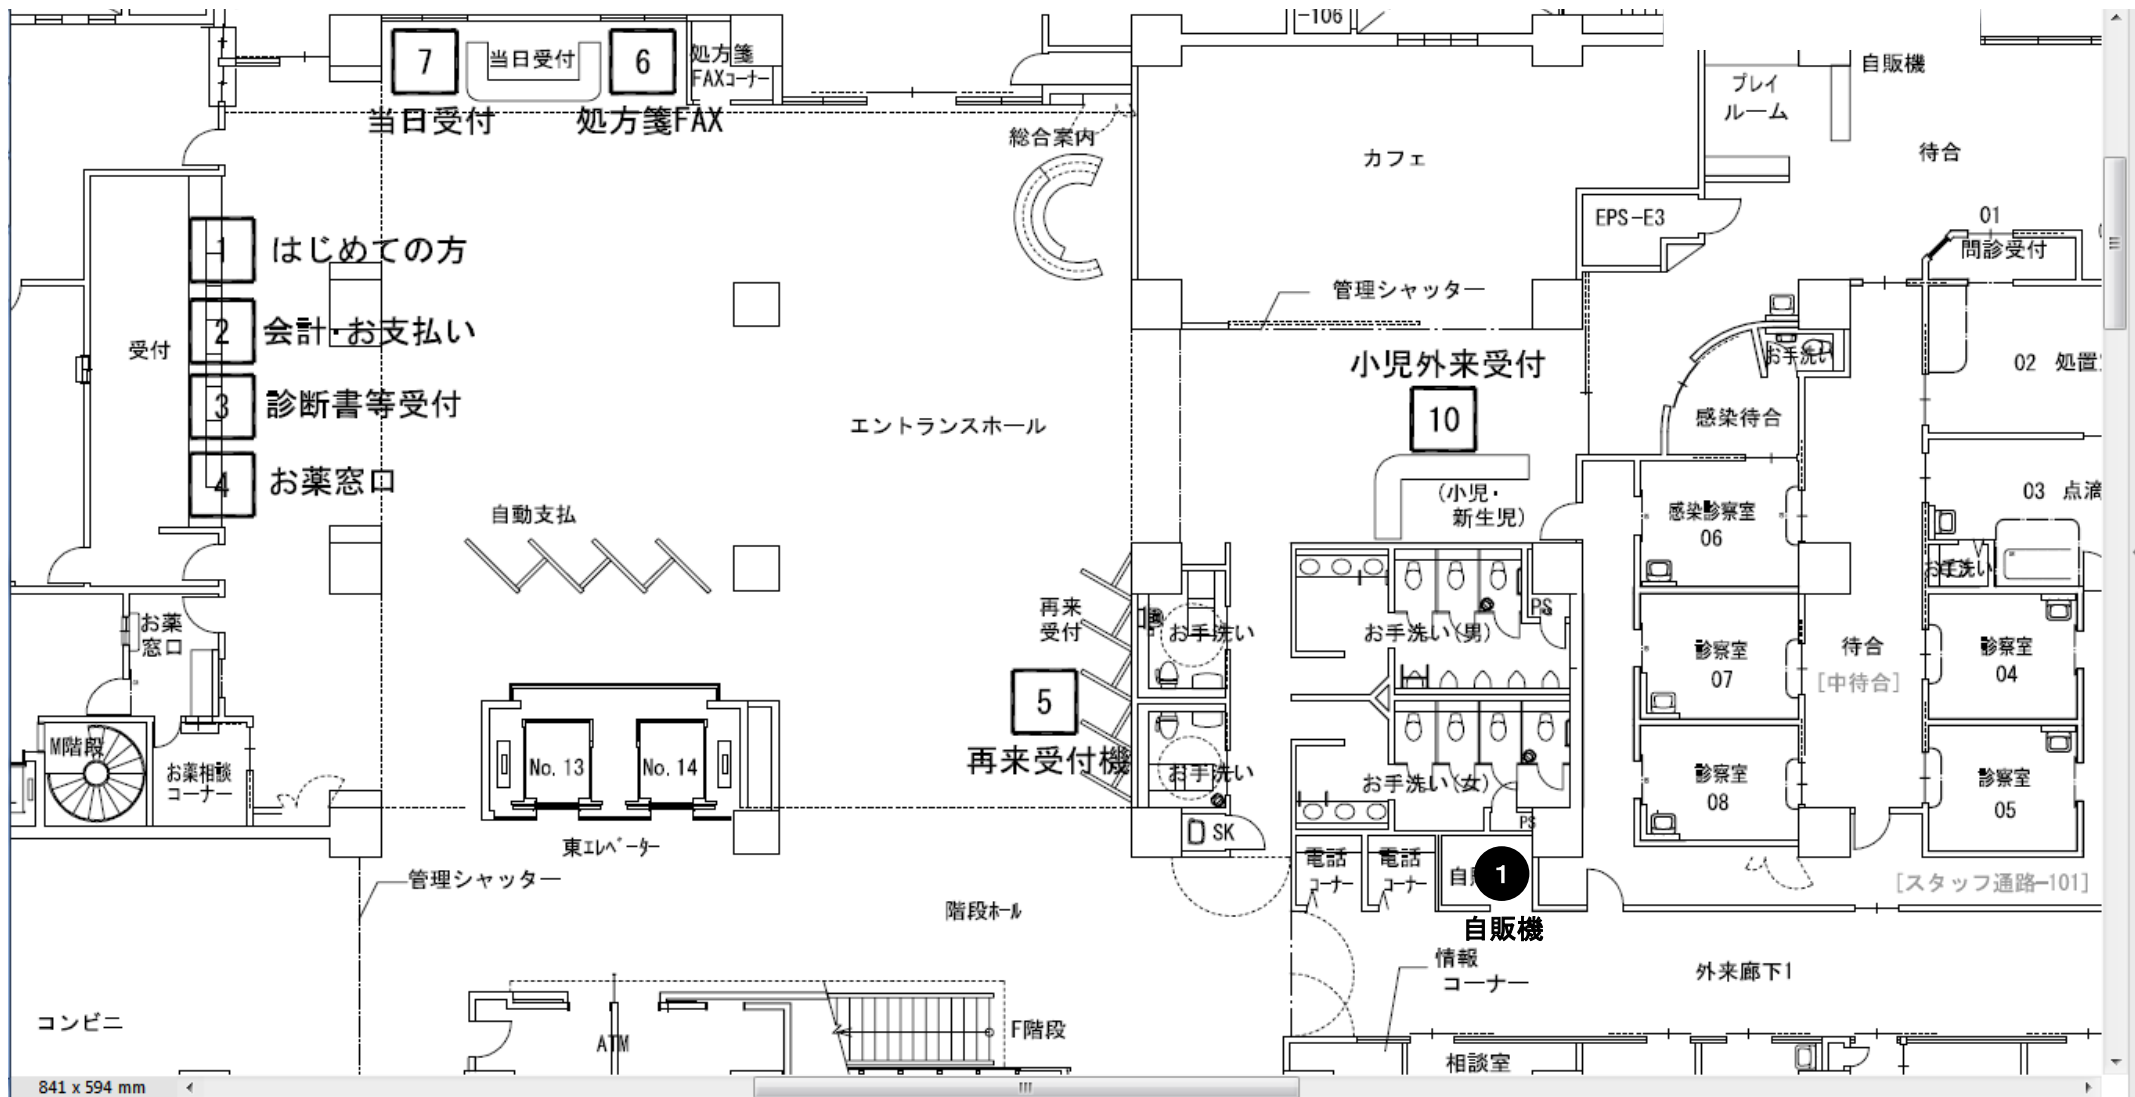 -106
7
当日受付
6
処方箋
FAXコーナー
当日受付
処方箋FAX
総合案内
カフェ
プレイ
ルーム
自販機
待合
EPS-E3
01
問診受付
1
はじめての方
2
会計・お支払い
3
診断書等受付
4
お薬窓口
受付
管理シャッター
小児外来受付
10
(小児・
新生児)
エントランスホール
お手洗い
感染待合
02 処置
03 点滴
自動支払
感染診察室
06
お手洗い
お薬
窓口
再来
受付
お手洗い
お手洗い(男)
PS
診察室
07
待合
[中待合]
診察室
04
5
再来受付機
お手洗い
お手洗い(女)
PS
診察室
08
診察室
05
M階段
お薬相談
コーナー
No. 13
No. 14
東エレベーター
SK
電話
コーナー
電話
コーナー
自
1
自販機
[スタッフ通路-101]
管理シャッター
階段ホール
情報
コーナー
外来廊下1
コンビニ
ATM
F階段
相談室
841 x 594 mm